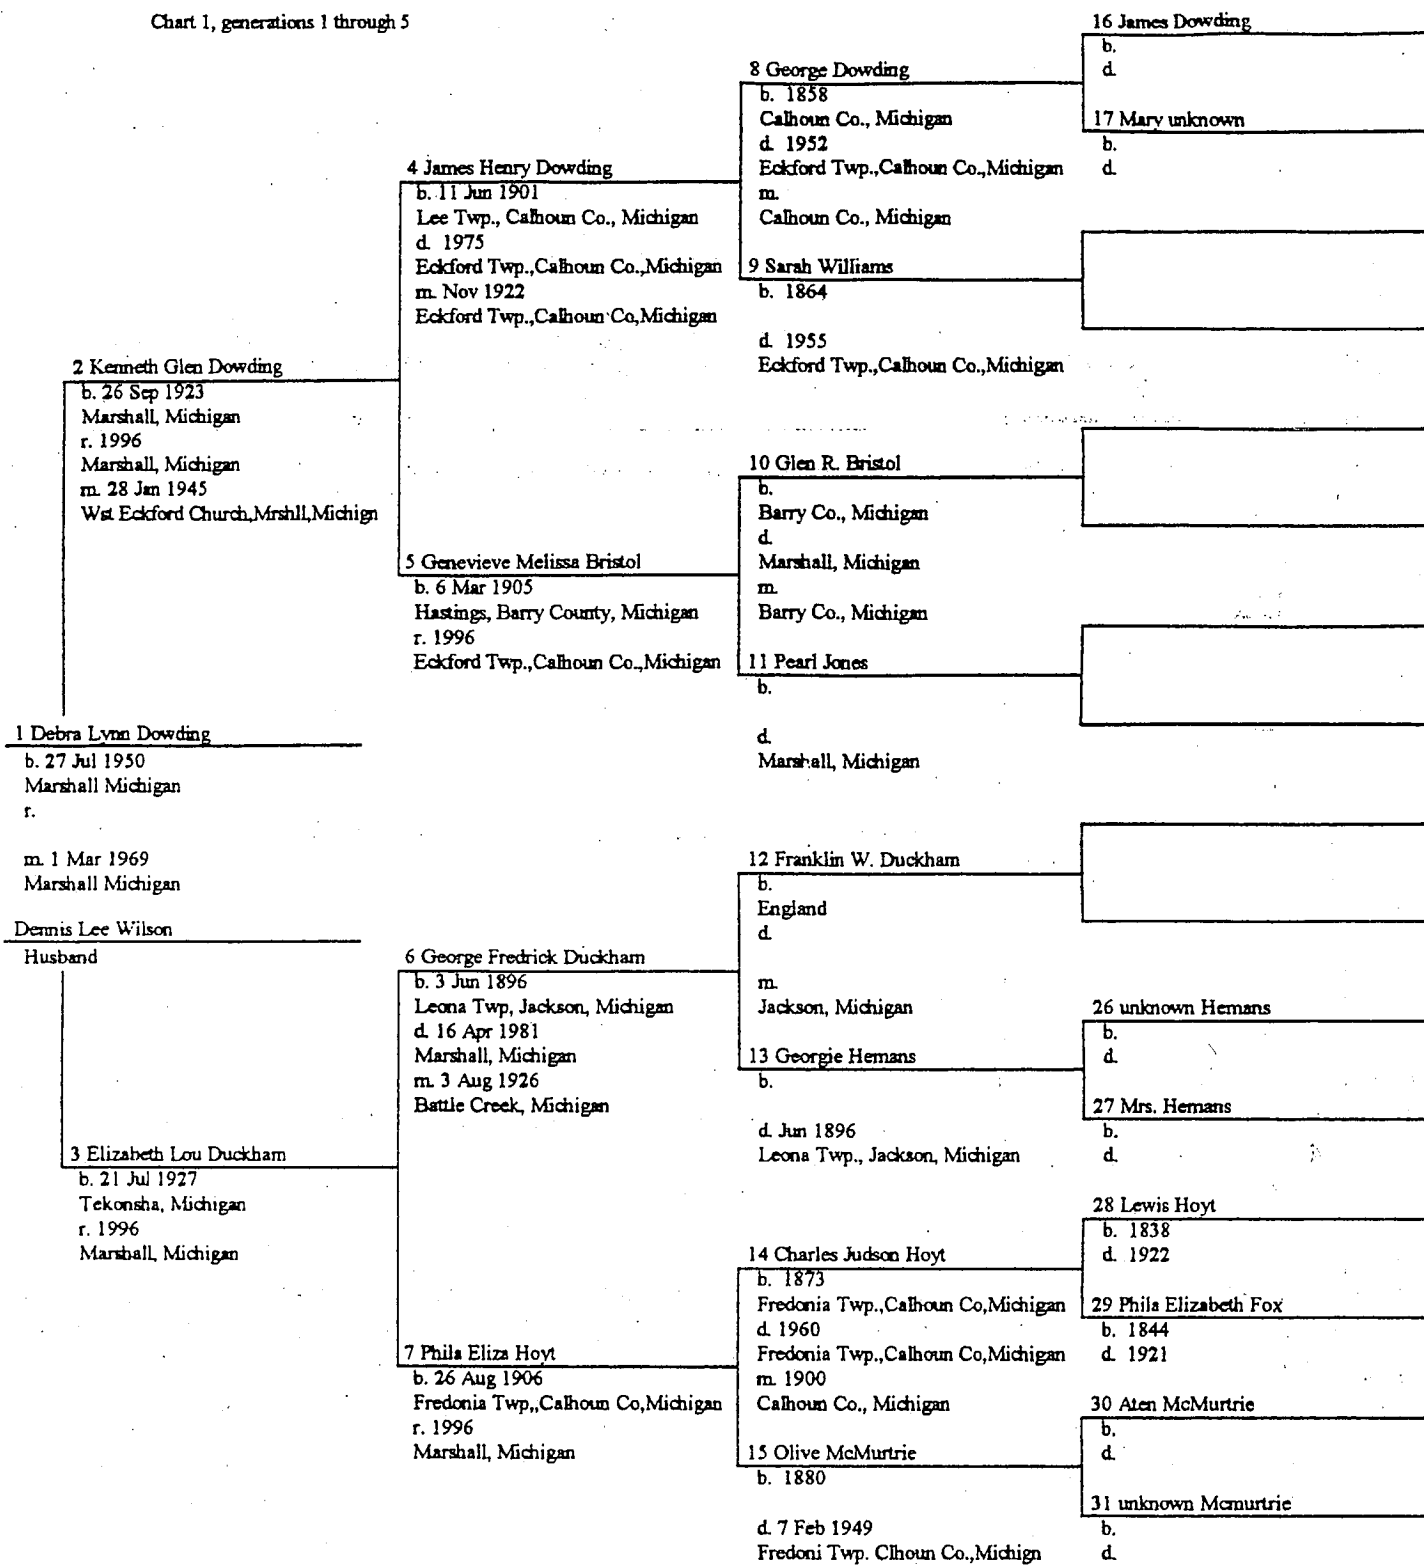 Chart 1, generations 1 through 5
1 Debra Lynn Dowding
b. 27 Jul 1950
Marshall Michigan
r.
m. 1 Mar 1969
Marshall Michigan
Dennis Lee Wilson
Husband
2 Kenneth Glen Dowding
b. 26 Sep 1923
Marshall, Michigan
r. 1996
Marshall, Michigan
m. 28 Jan 1945
Wst Eckford Church,Mrshll,Michign
3 Elizabeth Lou Duckham
b. 21 Jul 1927
Tekonsha, Michigan
r. 1996
Marshall, Michigan
4 James Henry Dowding
b. 11 Jun 1901
Lee Twp., Calhoun Co., Michigan
d. 1975
Eckford Twp.,Calhoun Co.,Michigan
m. Nov 1922
Eckford Twp.,Calhoun Co,Michigan
5 Genevieve Melissa Bristol
b. 6 Mar 1905
Hastings, Barry County, Michigan
r. 1996
Eckford Twp.,Calhoun Co.,Michigan
6 George Fredrick Duckham
b. 3 Jun 1896
Leona Twp, Jackson, Michigan
d. 16 Apr 1981
Marshall, Michigan
m. 3 Aug 1926
Battle Creek, Michigan
7 Phila Eliza Hoyt
b. 26 Aug 1906
Fredonia Twp,,Calhoun Co,Michigan
r. 1996
Marshall, Michigan
8 George Dowding
b. 1858
Calhoun Co., Michigan
d. 1952
Eckford Twp.,Calhoun Co.,Michigan
m.
Calhoun Co., Michigan
9 Sarah Williams
b. 1864
d. 1955
Eckford Twp.,Calhoun Co.,Michigan
10 Glen R. Bristol
b.
Barry Co., Michigan
d.
Marshall, Michigan
m.
Barry Co., Michigan
11 Pearl Jones
b.
d.
Marshall, Michigan
12 Franklin W. Duckham
b.
England
d.
m.
Jackson, Michigan
13 Georgie Hemans
b.
d. Jun 1896
Leona Twp., Jackson, Michigan
14 Charles Judson Hoyt
b. 1873
Fredonia Twp.,Calhoun Co,Michigan
d. 1960
Fredonia Twp.,Calhoun Co,Michigan
m. 1900
Calhoun Co., Michigan
15 Olive McMurtrie
b. 1880
d. 7 Feb 1949
Fredoni Twp. Clhoun Co.,Michign
16 James Dowding
b.
d.
17 Mary unknown
b.
d.
26 unknown Hemans
b.
d.
27 Mrs. Hemans
b.
d.
28 Lewis Hoyt
b. 1838
d. 1922
29 Phila Elizabeth Fox
b. 1844
d. 1921
30 Aten McMurtrie
b.
d.
31 unknown Mcmurtrie
b.
d.